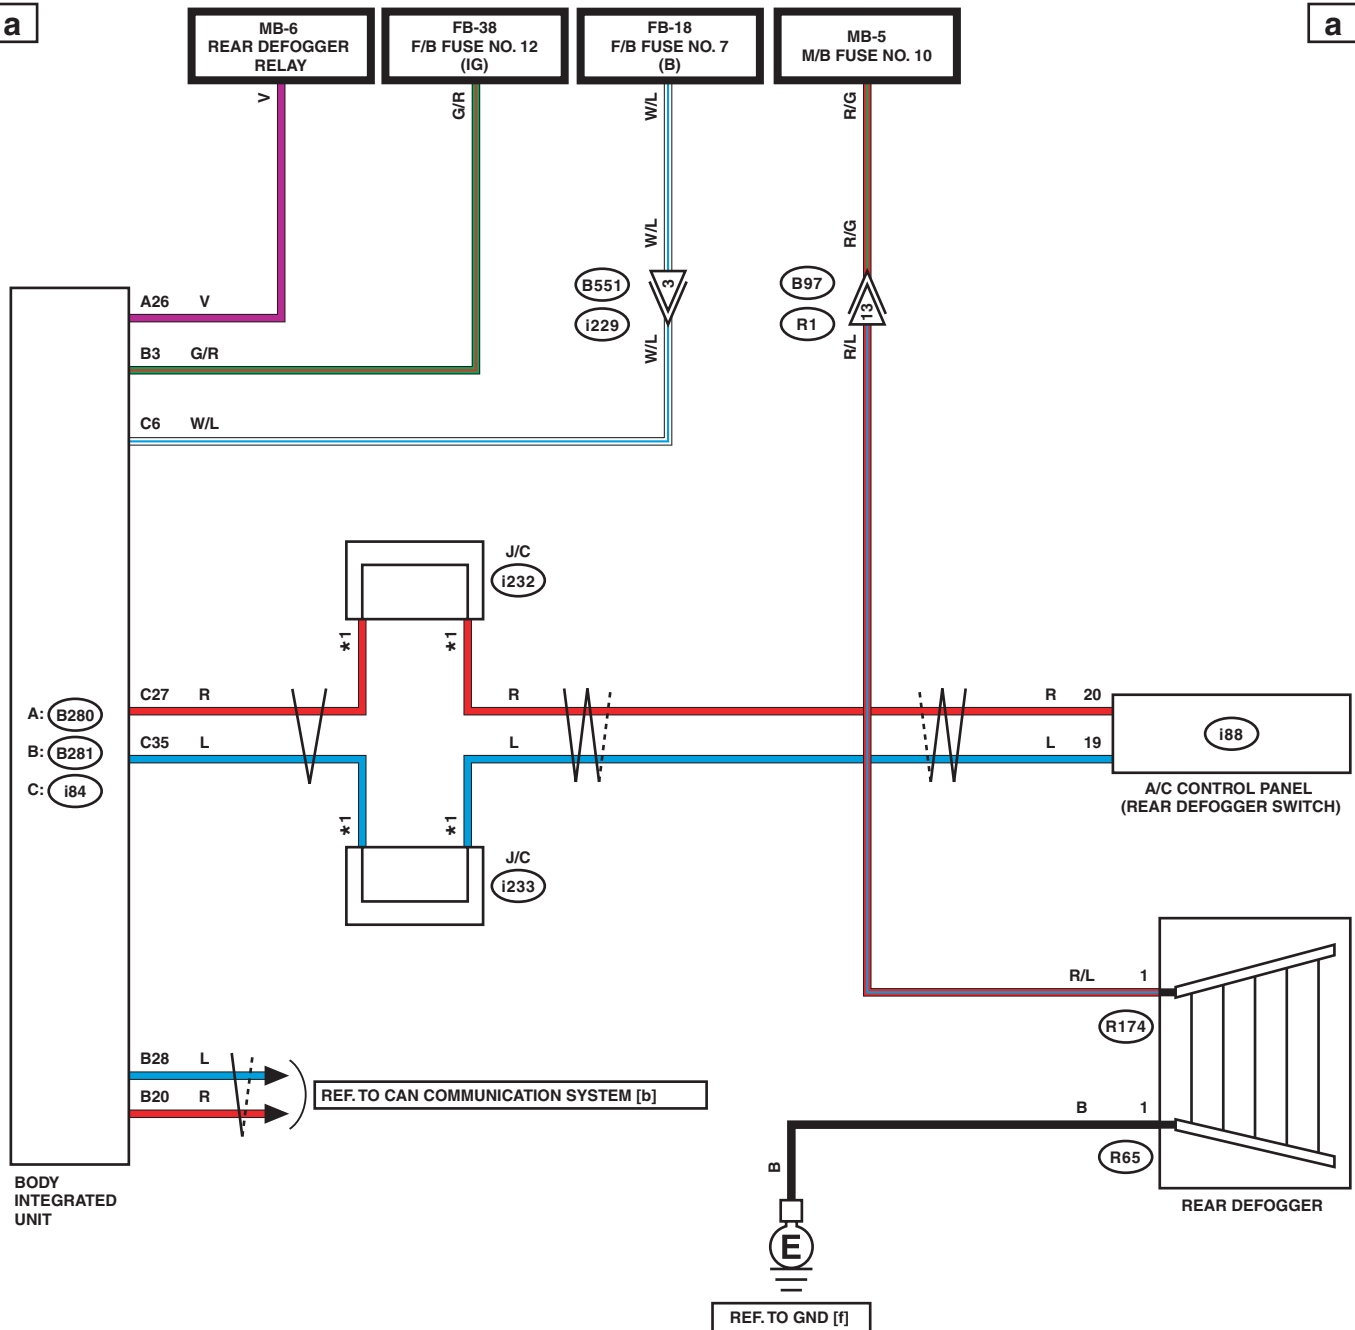 a
a
MB-6
REAR DEFOGGER
RELAY
FB-38
F/B FUSE NO. 12
(IG)
FB-18
F/B FUSE NO. 7
(B)
MB-5
M/B FUSE NO. 10
V
G/R
W/L
R/G
W/L
R/G
B551
3
i229
W/L
B97
13
R1
R/L
A26 V
B3 G/R
C6 W/L
J/C
i232
*1
*1
C27 R
R
R 20
A: B280
B: B281
C: i84
C35 L
L
L 19
i88
A/C CONTROL PANEL
(REAR DEFOGGER SWITCH)
*1
*1
J/C
i233
R/L 1
R174
B28 L
B20 R
REF. TO CAN COMMUNICATION SYSTEM [b]
B 1
R65
B
BODY
INTEGRATED
UNIT
REAR DEFOGGER
E
REF. TO GND [f]